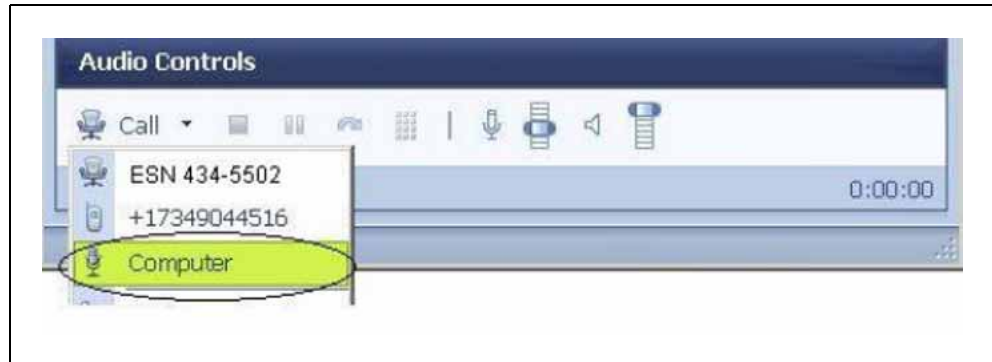 Audio Controls
Call
ESN 434-5502
0:00:00
+17349044516
Computer